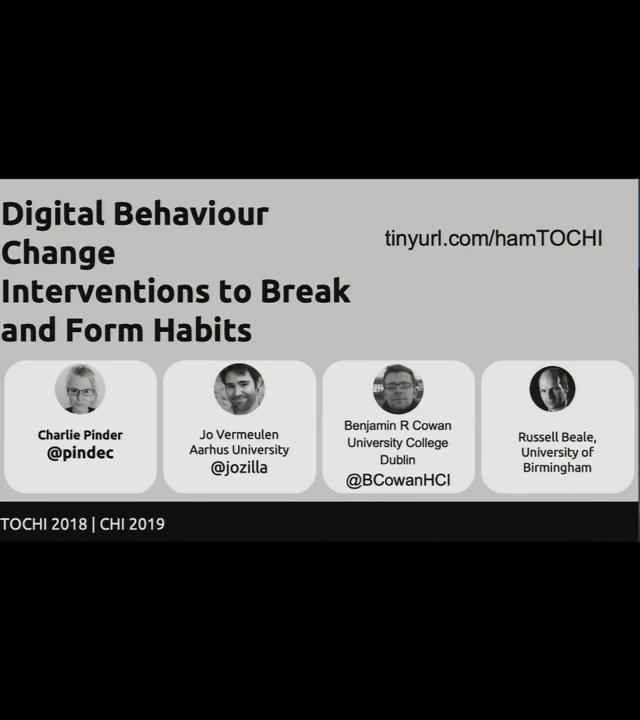 Digital Behaviour
Change
Interventions to Break
and Form Habits
tinyurl.com/hamTOCHI
Charlie Pinder
@pindec
Jo Vermeulen
Aarhus University
@jozilla
Benjamin R Cowan
University College
Dublin
@BCowanHCI
Russell Beale,
University of
Birmingham
TOCHI 2018 | CHI 2019